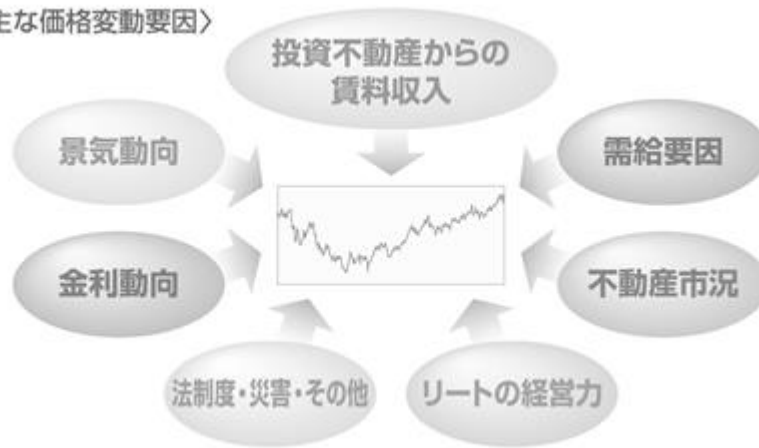 主な価格変動要因〉
投資不動産からの
賃料収入
景気動向
需給要因
金利動向
不動産市況
法制度・災害・その他
リートの経営力